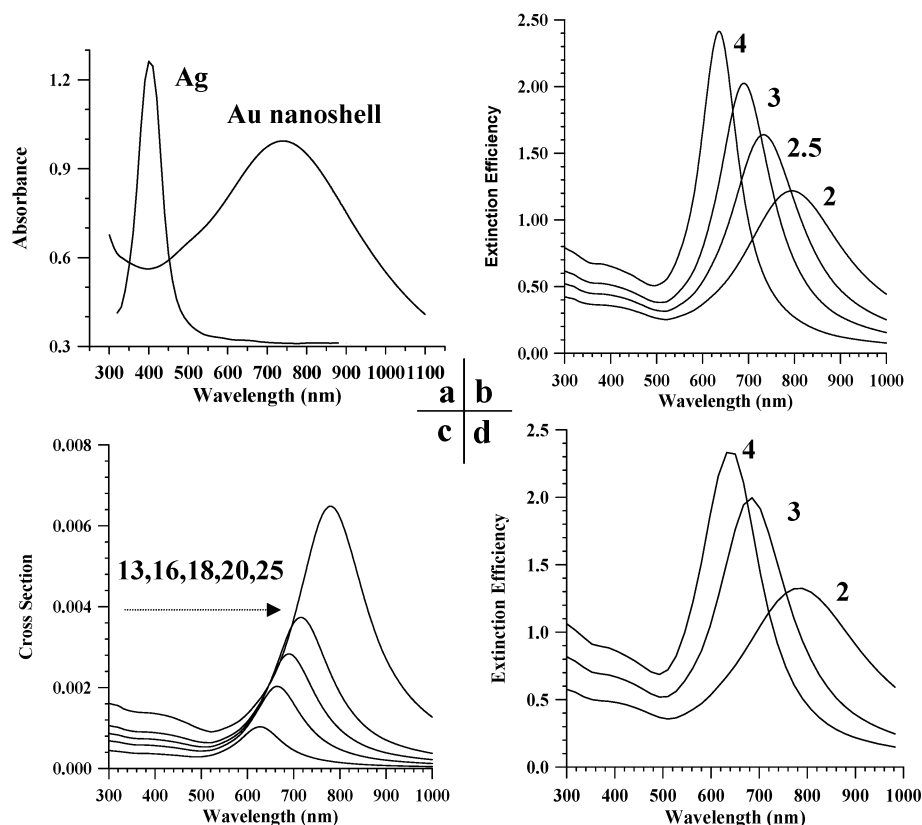 Ag
Au nanoshell
Absorbance
1.2
0.9
0.6
0.3
300 400 500 600 700 800 900 1000 1100
Wavelength (nm)
4
3
2.5
2
Extinction Efficiency
2.50
2.00
1.50
1.00
0.50
0.00
300 400 500 600 700 800 900 1000
Wavelength (nm)
a b
c d
13,16,18,20,25
Cross Section
0.008
0.006
0.004
0.002
0.000
300 400 500 600 700 800 900 1000
Wavelength (nm)
4
3
2
Extinction Efficiency
2.5
2.0
1.5
1.0
0.5
0.0
300 400 500 600 700 800 900 1000
Wavelength (nm)